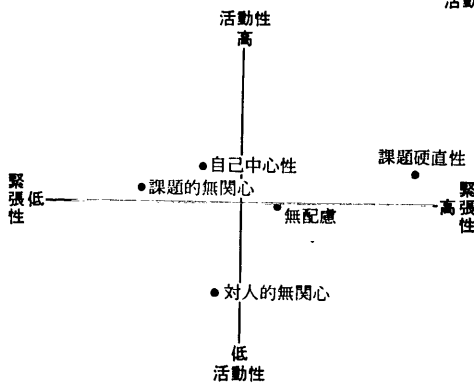 活動
活動性
高
自己中心性
課題硬直性
課題的無関心
緊張性
低
高
緊張性
無配慮
対人的無関心
低
活動性